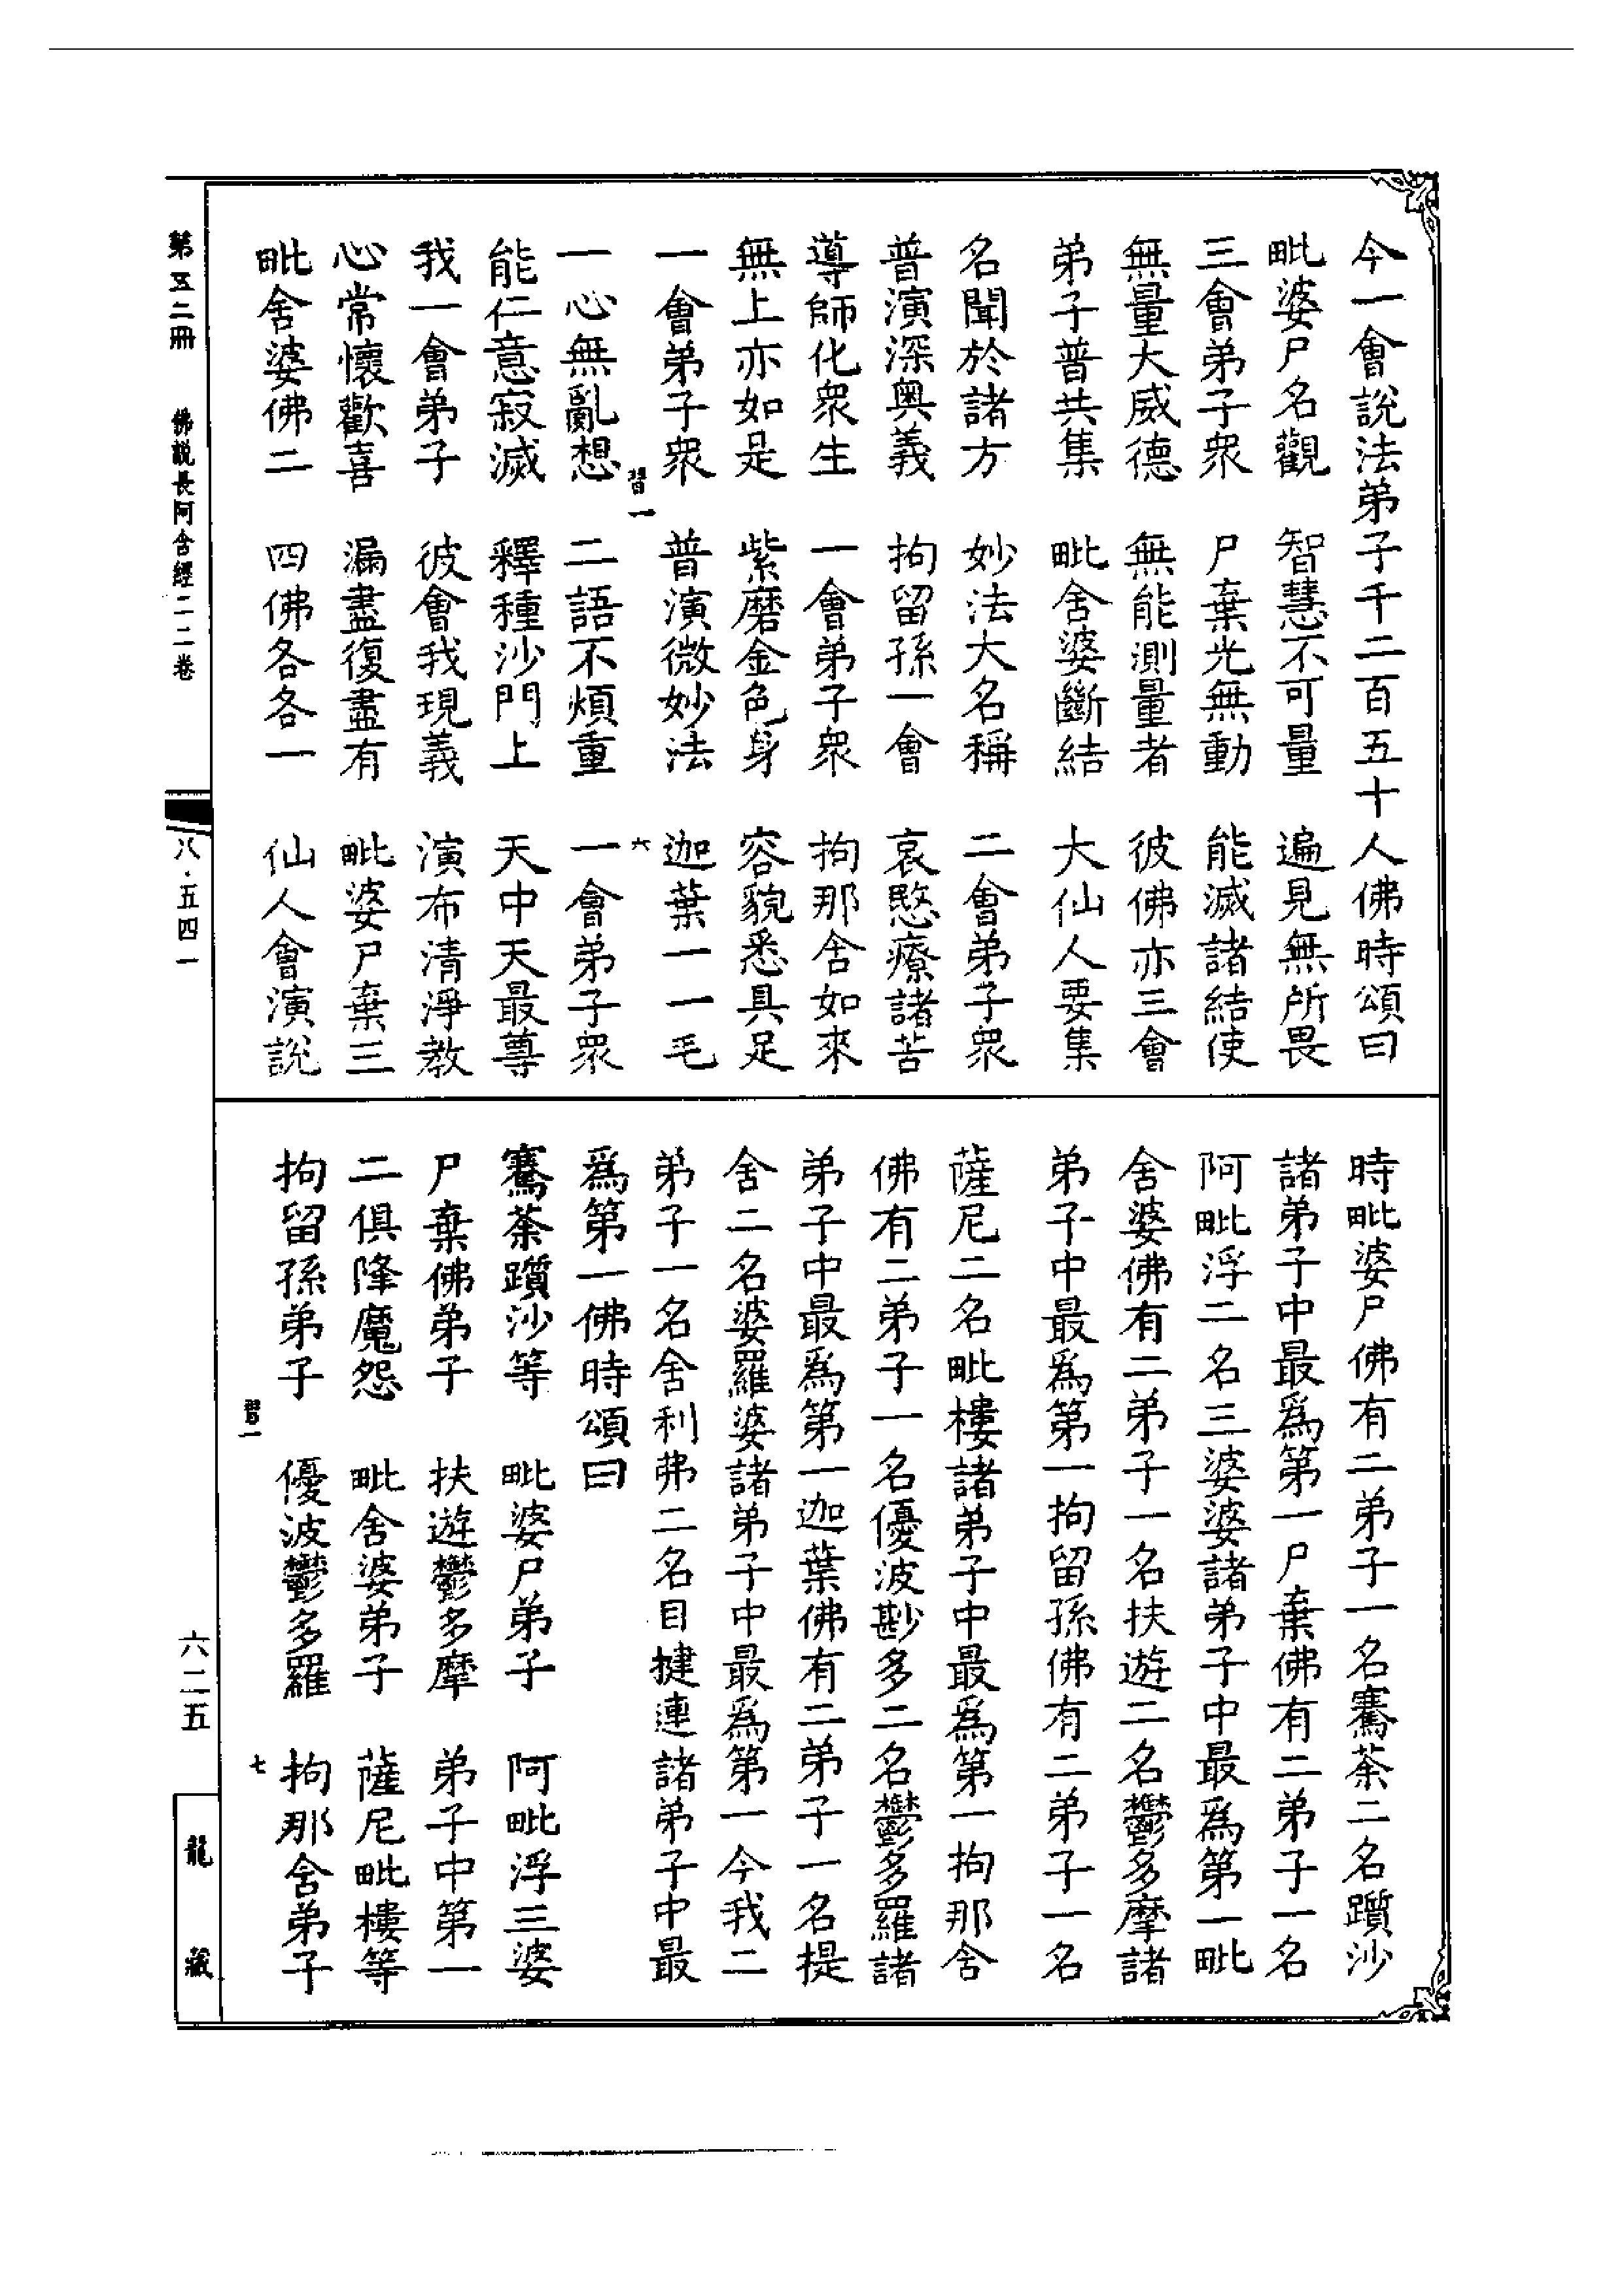 今一會說法弟子千二百五十人佛時頌曰
毗婆尸名觀　智慧不可量　遍見無所畏
三會弟子衆　尸棄光無動　能滅諸結使
無量大威德　無能測量者　彼佛亦三會
弟子普共集　毗舍婆斷結　大仙人要集
名聞於諸方　妙法大名稱　二會弟子衆
普演深奧義　拘留孫一會　哀愍療諸苦
導師化衆生　一會弟子衆　拘那舍如來
無上亦如是　紫磨金色身　容貌悉具足
一會弟子衆　普演微妙法　迦葉一一毛
習一　六
一心無亂想　二語不煩重　一會弟子衆
能仁意寂滅　釋種沙門上　天中天最尊
我一會弟子　彼會我現義　演布清淨教
心常懷歡喜　漏盡復盡有　毗婆尸棄三
毗舍婆佛二　四佛各各一　仙人會演說
時毗婆尸佛有二弟子一名騫茶二名躓沙
諸弟子中最爲第一尸棄佛有二弟子一名
阿毗浮二名三婆婆諸弟子中最爲第一毗
舍婆佛有二弟子一名扶遊二名鬱多摩諸
弟子中最爲第一拘留孫佛有二弟子一名
薩尼二名毗樓諸弟子中最爲第一拘那舍
佛有二弟子一名優波斟多二名鬱多羅諸
弟子中最爲第一迦葉佛有二弟子一名提
舍二名婆羅婆諸弟子中最爲第一今我二
弟子一名舍利弗二名目揵連諸弟子中最
爲第一佛時頌曰
騫茶躓沙等　毗婆尸弟子　阿毗浮三婆
尸棄佛弟子　扶遊鬱多摩　弟子中第一
二俱降魔怨　毗舍婆弟子　薩尼毗樓等
拘留孫弟子　優波鬱多羅　拘那舍弟子
習一　七
第五二冊　佛說長阿含經二二卷　八·五四一　六二五　龍藏